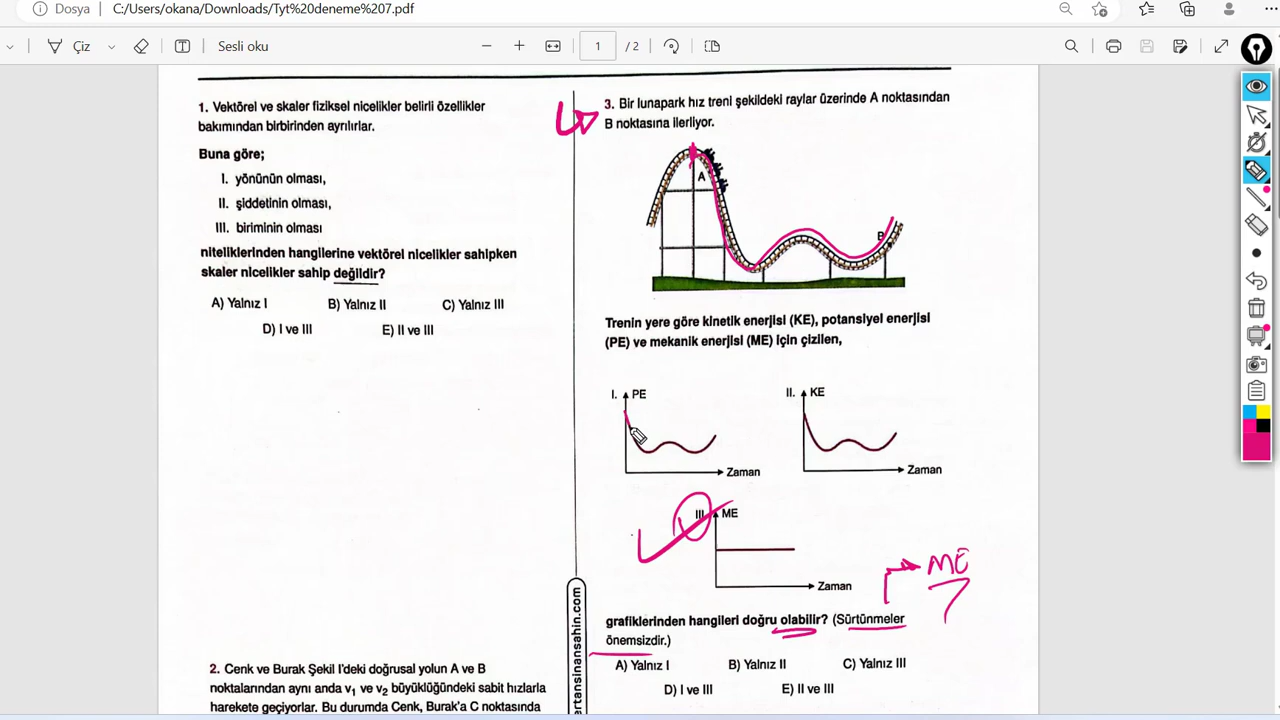 Dosya
C:/Users/okana/Downloads/Tyt%20deneme%207.pdf
Çiz
Sesli oku
1 / 2
1. Vektörel ve skaler fiziksel nicelikler belirli özellikler
bakımından birbirinden ayrılırlar.
Buna göre;
I. yönünün olması,
II. şiddetinin olması,
III. biriminin olması
niteliklerinden hangilerine vektörel nicelikler sahipken
skaler nicelikler sahip değildir?
A) Yalnız I
B) Yalnız II
C) Yalnız III
D) I ve III
E) II ve III
2. Cenk ve Burak Şekil I'deki doğrusal yolun A ve B
noktalarından aynı anda v₁ ve v₂ büyüklüğündeki sabit hızlarla
harekete geçiyorlar. Bu durumda Cenk, Burak'a C noktasında
ertansinansahin.com
3. Bir lunapark hız treni şekildeki raylar üzerinde A noktasından
B noktasına ilerliyor.
A
B
Trenin yere göre kinetik enerjisi (KE), potansiyel enerjisi
(PE) ve mekanik enerjisi (ME) için çizilen,
I. PE
Zaman
II. KE
Zaman
III. ME
Zaman
ME
grafiklerinden hangileri doğru olabilir? (Sürtünmeler
önemsizdir.)
A) Yalnız I
B) Yalnız II
C) Yalnız III
D) I ve III
E) II ve III